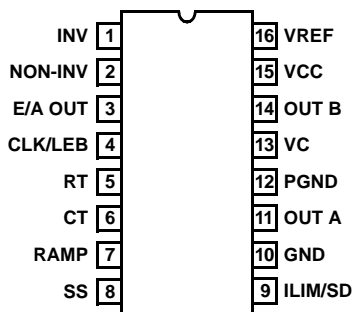 INV 1 16 VREF
NON-INV 2 15 VCC
E/A OUT 3 14 OUT B
CLK/LEB 4 13 VC
RT 5 12 PGND
CT 6 11 OUT A
RAMP 7 10 GND
SS 8 9 ILIM/SD